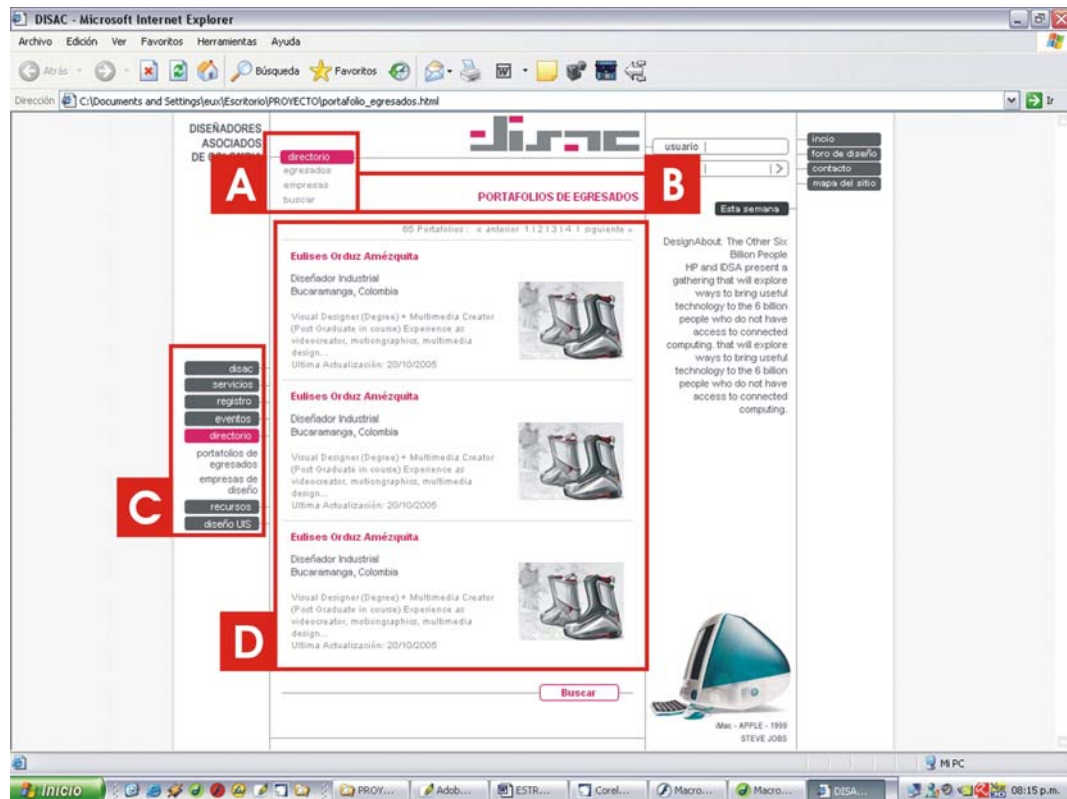 DISAC - Microsoft Internet Explorer
Archivo Edición Ver Favoritos Herramientas Ayuda
Atrás Búsqueda Favoritos
Dirección C:\Documents and Settings\eux\Escritorio\PROYECTO\portafolio_egresados.html Ir
DISEÑADORES
ASOCIADOS
DE COLOMBIA
disac
directorio
egresados
empresas
buscar
A
B
usuario
PORTAFOLIOS DE EGRESADOS
incio
foro de diseño
contacto
mapa del sitio
Esta semana
65 Portafolios : « anterior 1 | 2 | 3 | 4 | siguiente »
Eulises Orduz Amézquita
Diseñador Industrial
Bucaramanga, Colombia
Visual Designer (Degree) + Multimedia Creator
(Post Graduate in course) Experience as
videocreator, motiongraphics, multimedia
design...
Ultima Actualización: 20/10/2005
Eulises Orduz Amézquita
Diseñador Industrial
Bucaramanga, Colombia
Visual Designer (Degree) + Multimedia Creator
(Post Graduate in course) Experience as
videocreator, motiongraphics, multimedia
design...
Ultima Actualización: 20/10/2005
Eulises Orduz Amézquita
Diseñador Industrial
Bucaramanga, Colombia
Visual Designer (Degree) + Multimedia Creator
(Post Graduate in course) Experience as
videocreator, motiongraphics, multimedia
design...
Ultima Actualización: 20/10/2005
D
Buscar
disac
servicios
registro
eventos
directorio
portafolios de
egresados
empresas de
diseño
recursos
diseño UIS
C
DesignAbout: The Other Six
Billion People
HP and IDSA present a
gathering that will explore
ways to bring useful
technology to the 6 billion
people who do not have
access to connected
computing. that will explore
ways to bring useful
technology to the 6 billion
people who do not have
access to connected
computing.
iMac - APPLE - 1999
STEVE JOBS
Mi PC
Inicio PROY... Adob... ESTR... Corel... Macro... Macro... DISA... 08:15 p.m.